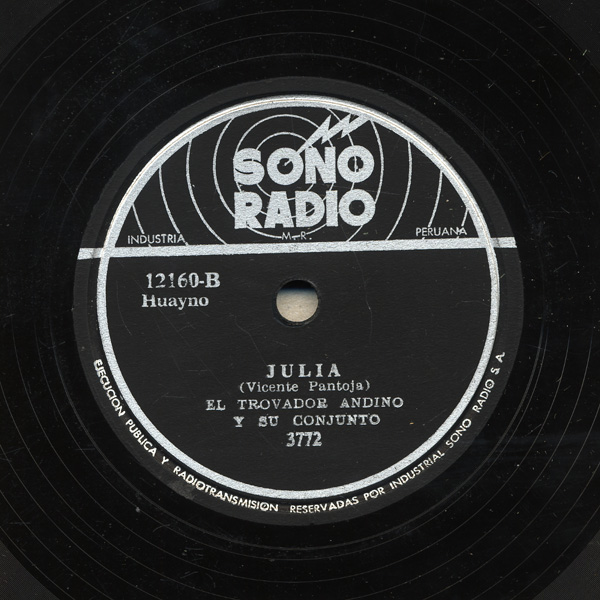 SONO
RADIO
INDUSTRIA M.R. PERUANA
12160-B
Huayno
JULIA
(Vicente Pantoja)
EL TROVADOR ANDINO
Y SU CONJUNTO
3772
EJECUCION PUBLICA Y RADIOTRANSMISIÓN RESERVADAS POR INDUSTRIAL SONO RADIO S.A.